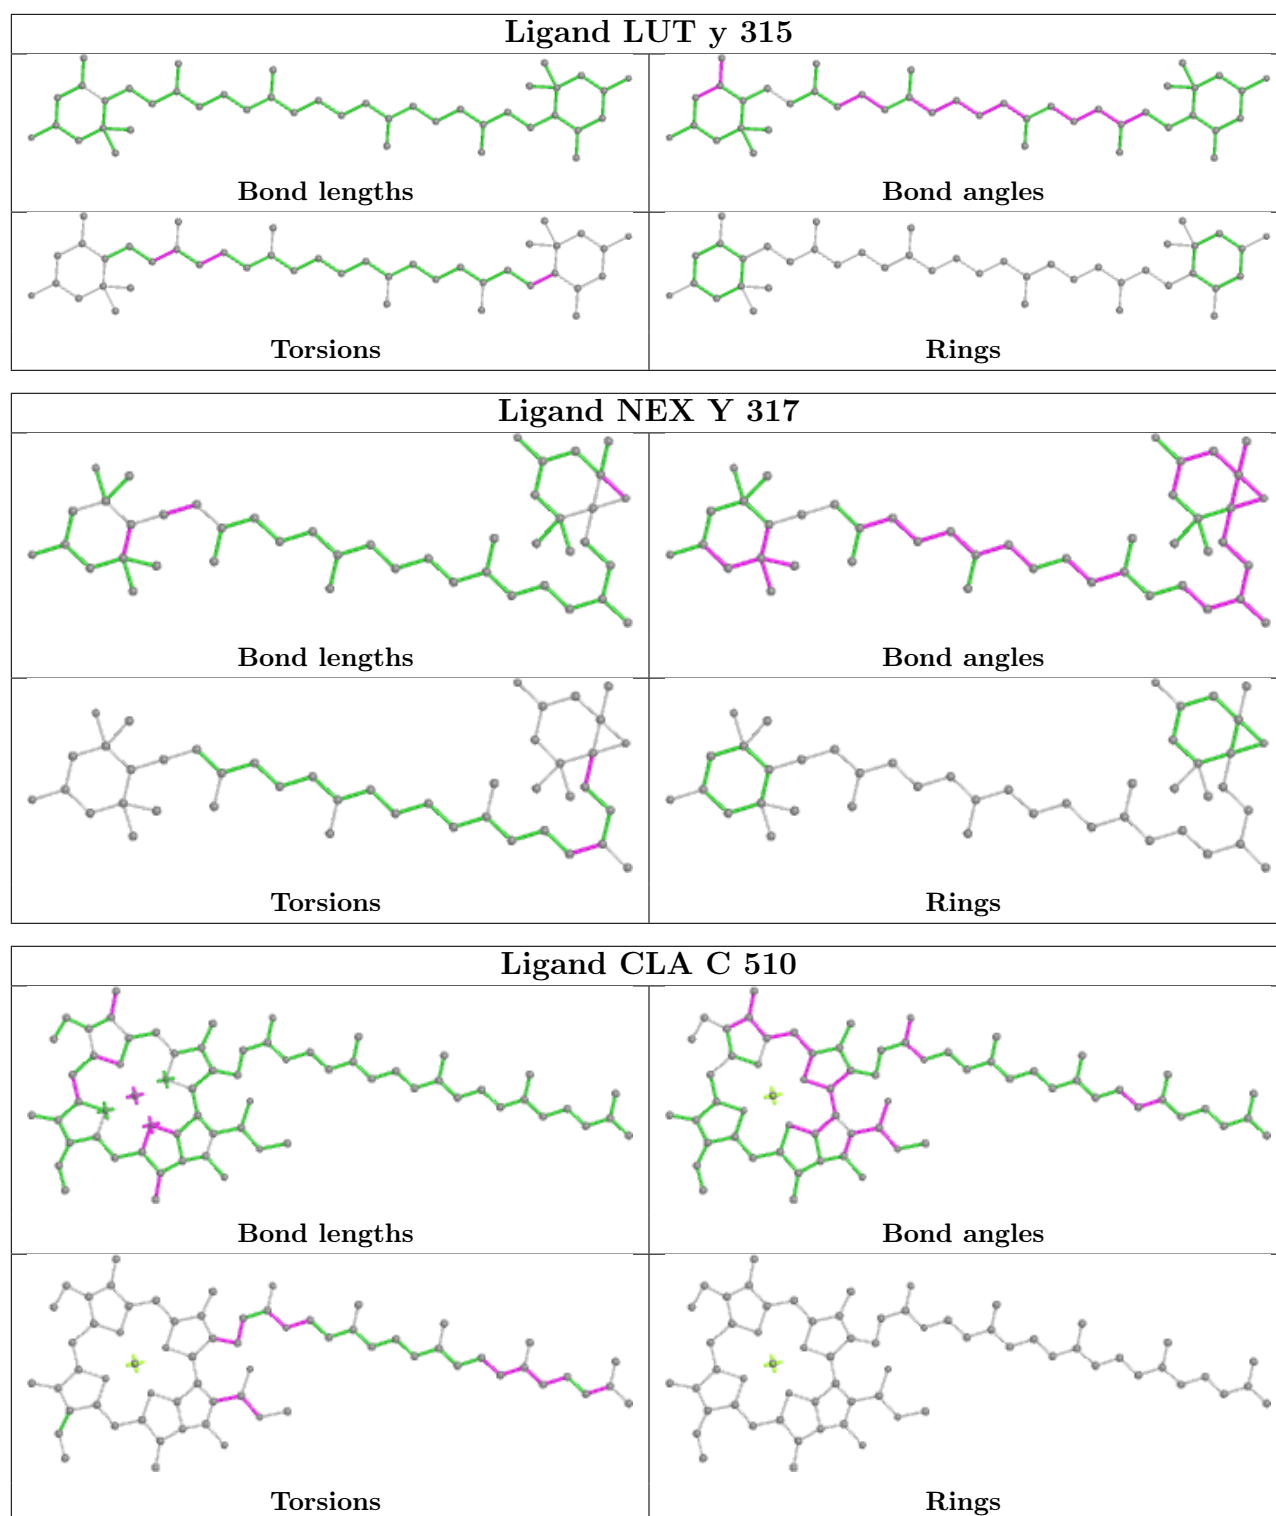 Ligand LUT y 315
Bond lengths
Bond angles
Torsions
Rings
Ligand NEX Y 317
Bond lengths
Bond angles
Torsions
Rings
Ligand CLA C 510
Bond lengths
Bond angles
Torsions
Rings